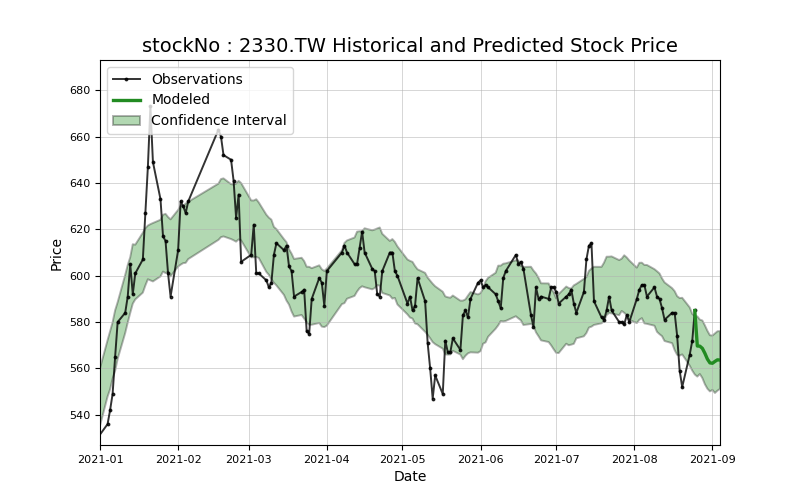 stockNo : 2330.TW Historical and Predicted Stock Price
Observations
Modeled
Confidence Interval
Price
680
660
640
620
600
580
560
540
2021-01 2021-02 2021-03 2021-04 2021-05 2021-06 2021-07 2021-08 2021-09
Date